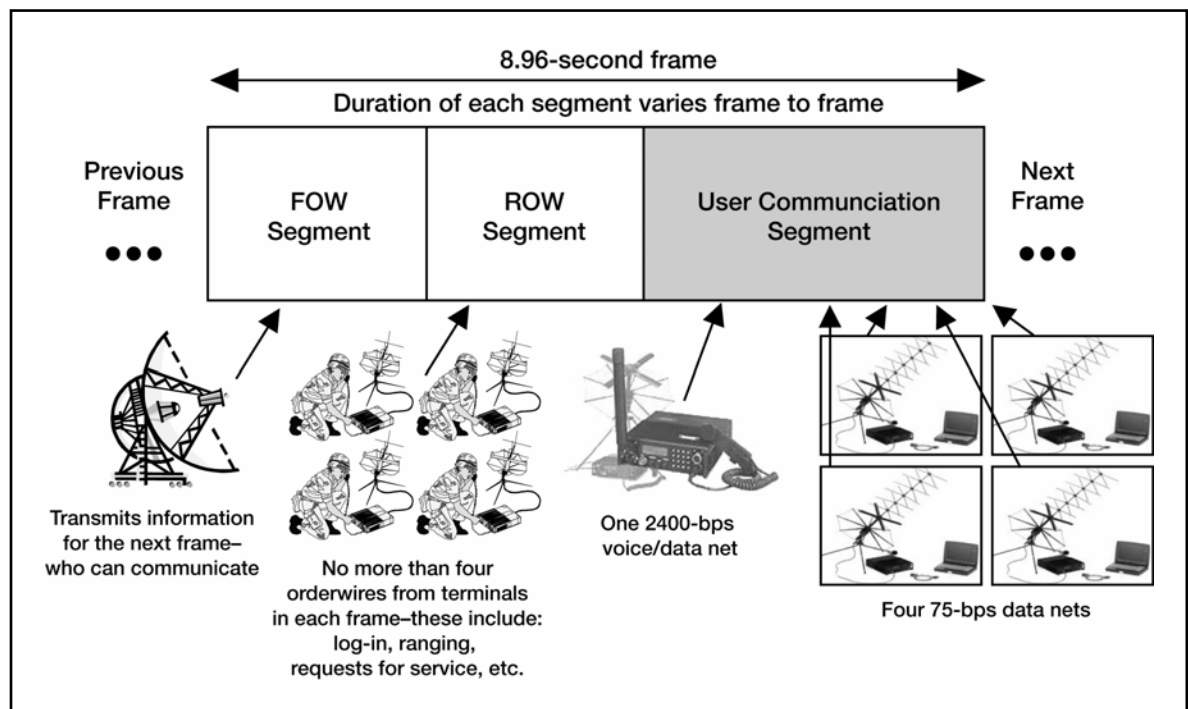 8.96-second frame
Duration of each segment varies frame to frame
Previous
Frame
•••
FOW
Segment
ROW
Segment
User Communciation
Segment
Next
Frame
•••
Transmits information
for the next frame–
who can communicate
No more than four
orderwires from terminals
in each frame–these include:
log-in, ranging,
requests for service, etc.
One 2400-bps
voice/data net
Four 75-bps data nets